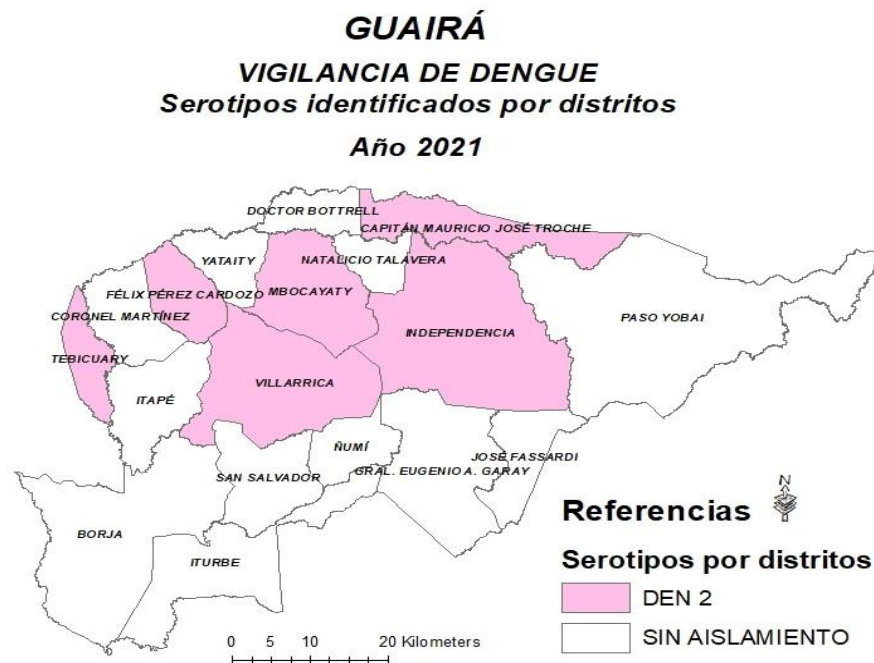 GUAIRÁ
VIGILANCIA DE DENGUE
Serotipos identificados por distritos
Año 2021
DOCTOR BOTTRELL
CAPITÁN MAURICIO JOSÉ TROCHE
YATAITY
NATALICIO TALAVERA
FÉLIX PÉREZ CARDOZO
MBOCAYATY
CORONEL MARTÍNEZ
PASO YOBAI
INDEPENDENCIA
TEBICUARY
VILLARRICA
ITAPÉ
ÑUMÍ
JOSÉ FASSARDI
SAN SALVADOR
GRAL. EUGENIO A. GARAY
BORJA
ITURBE
N
Referencias
Serotipos por distritos
DEN 2
SIN AISLAMIENTO
0 5 10 20 Kilometers